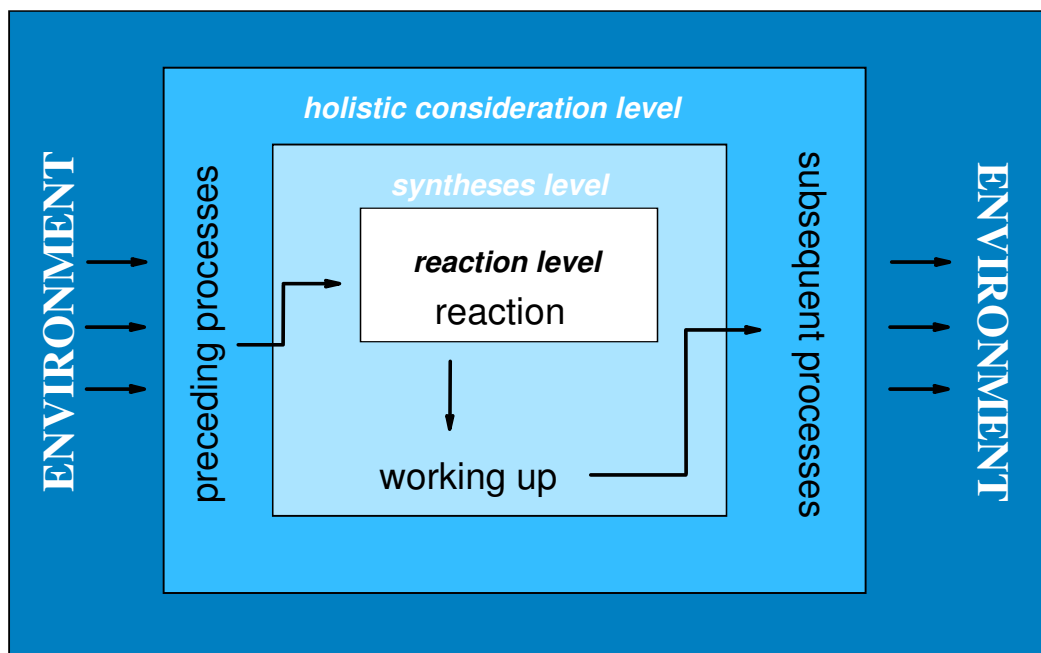 holistic consideration level
syntheses level
reaction level
reaction
working up
ENVIRONMENT
preceding processes
subsequent processes
ENVIRONMENT